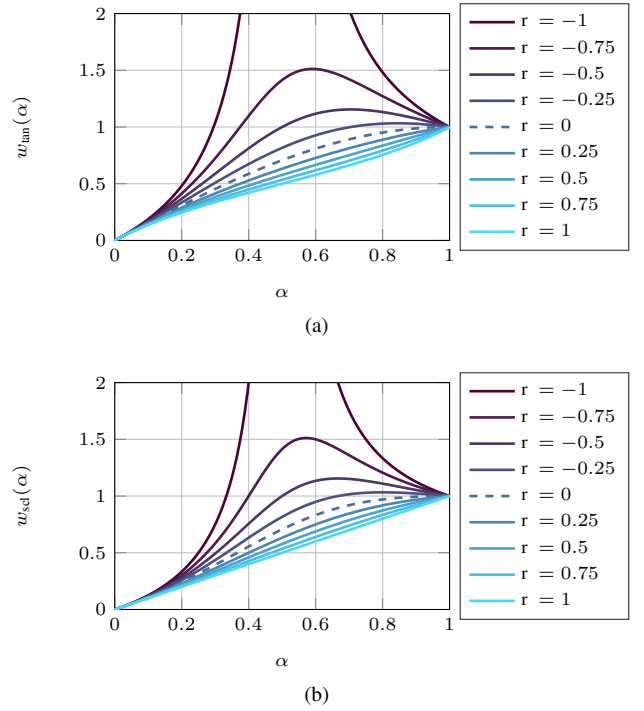 2
1.5
1
0.5
0
0 0.2 0.4 0.6 0.8 1
w_tan(α)
α
r = −1
r = −0.75
r = −0.5
r = −0.25
r = 0
r = 0.25
r = 0.5
r = 0.75
r = 1
(a)
2
1.5
1
0.5
0
0 0.2 0.4 0.6 0.8 1
w_scl(α)
α
r = −1
r = −0.75
r = −0.5
r = −0.25
r = 0
r = 0.25
r = 0.5
r = 0.75
r = 1
(b)